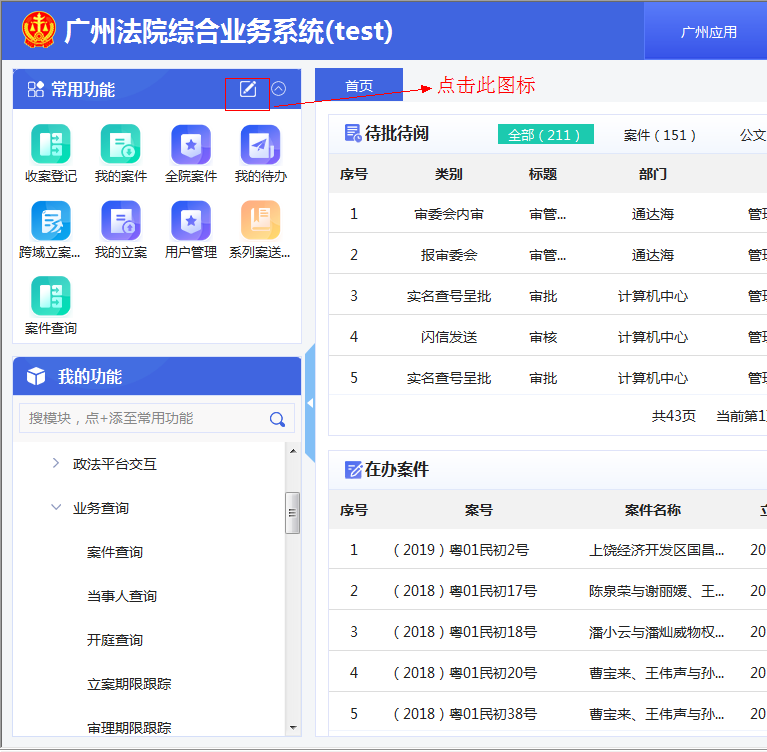 广州法院综合业务系统(test)
广州应用
常用功能
首页
点击此图标
收案登记
我的案件
全院案件
我的待办
跨域立案...
我的立案
用户管理
系列案送...
案件查询
待批待阅
全部（211）
案件（151）
公文
序号 类别 标题 部门
1 审委会内审 审管... 通达海 管理
2 报审委会 审管... 通达海 管理
3 实名查号呈批 审批 计算机中心 管理
4 闪信发送 审核 计算机中心 管理
5 实名查号呈批 审批 计算机中心 管理
共43页 当前第1
我的功能
搜模块，点+添至常用功能
政法平台交互
业务查询
案件查询
当事人查询
开庭查询
立案期限跟踪
审理期限跟踪
在办案件
序号 案号 案件名称 立
1 （2019）粤01民初2号 上饶经济开发区国昌... 20
2 （2018）粤01民初17号 陈泉荣与谢丽媛、王... 20
3 （2018）粤01民初18号 潘小云与潘灿威物权... 20
4 （2018）粤01民初20号 曹宝来、王伟声与孙... 20
5 （2018）粤01民初38号 曹宝来、王伟声与孙... 20